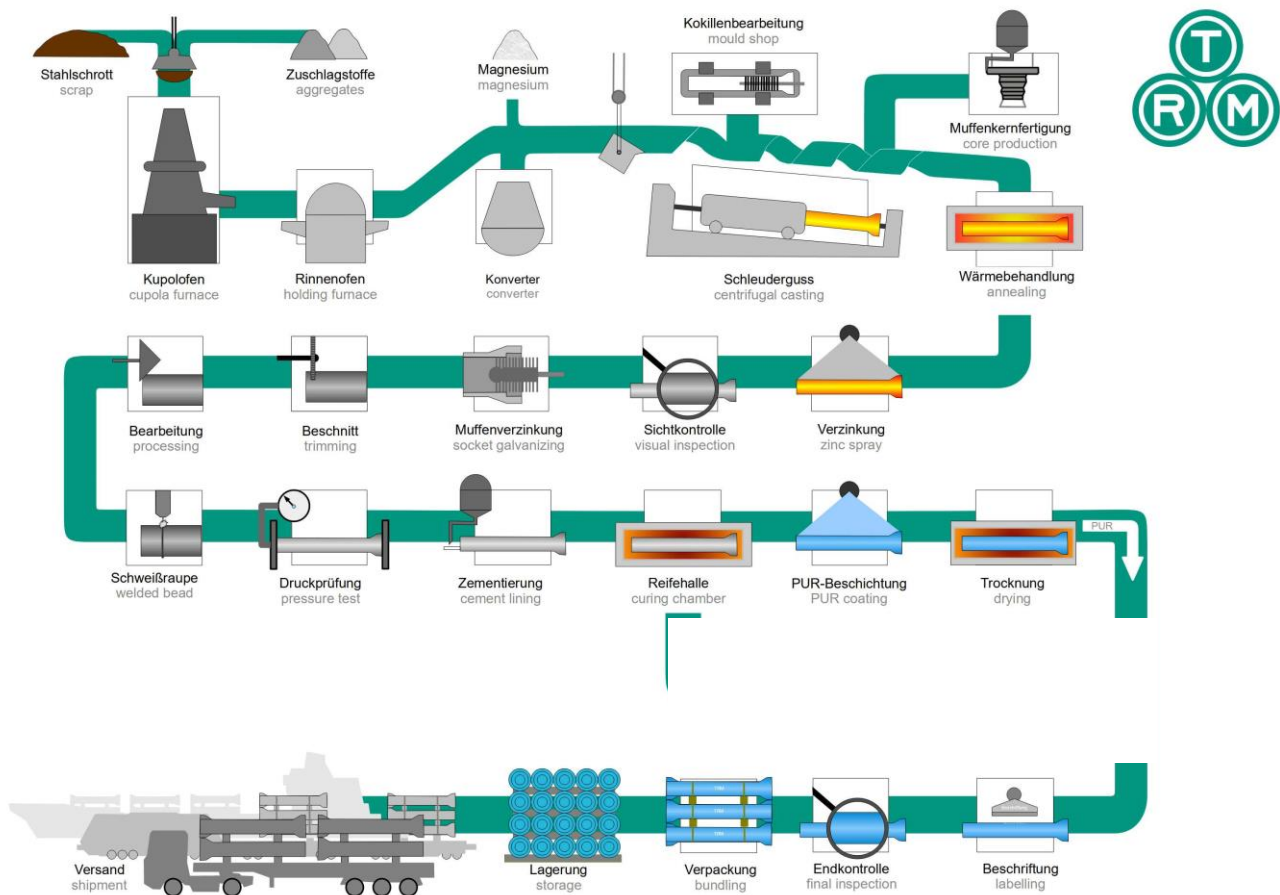 Stahlschrott
scrap
Zuschlagstoffe
aggregates
Magnesium
magnesium
Kokillenbearbeitung
mould shop
Muffenkernfertigung
core production
T
R M
Kupolofen
cupola furnace
Rinnenofen
holding furnace
Konverter
converter
Schleuderguss
centrifugal casting
Wärmebehandlung
annealing
Bearbeitung
processing
Beschnitt
trimming
Muffenverzinkung
socket galvanizing
Sichtkontrolle
visual inspection
Verzinkung
zinc spray
Schweißraupe
welded bead
Druckprüfung
pressure test
Zementierung
cement lining
Reifehalle
curing chamber
PUR-Beschichtung
PUR coating
Trocknung
drying
PUR
Versand
shipment
Lagerung
storage
Verpackung
bundling
Endkontrolle
final inspection
Beschriftung
labelling